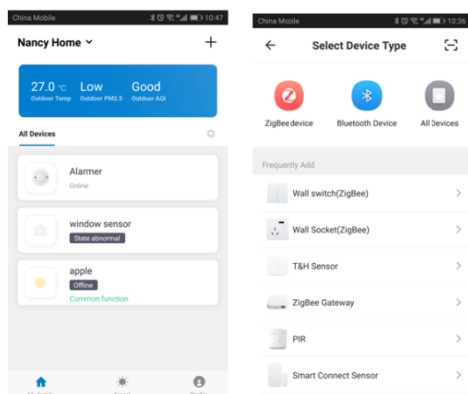 China Mobile
10:47
Nancy Home
27.0 °C Low Good
Outdoor Temp Outdoor PM2.5 Outdoor AQI
All Devices
Alarmer
Online
window sensor
State abnormal
apple
Offline
Common function
China Mobile
10:36
Select Device Type
ZigBee device Bluetooth Device All Devices
Frequently Add
Wall switch(ZigBee)
Wall Socket(ZigBee)
T&H Sensor
ZigBee Gateway
PIR
Smart Connect Sensor